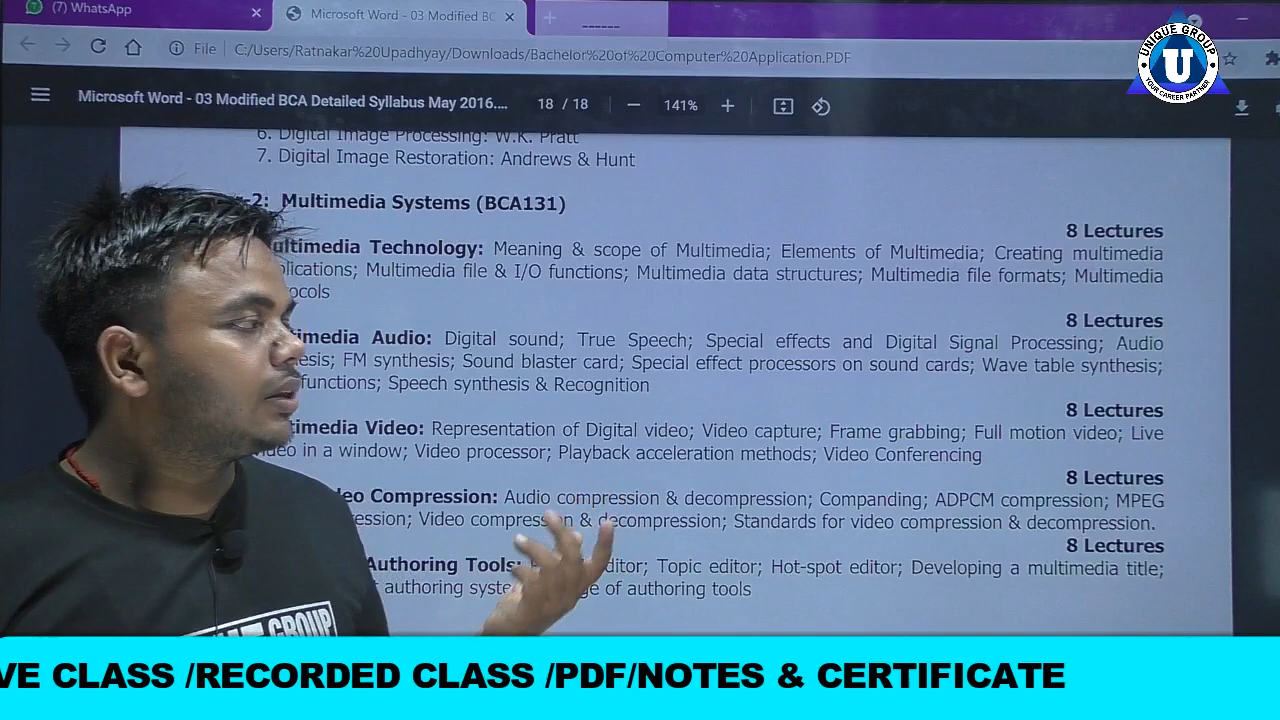 (7) WhatsApp
Microsoft Word - 03 Modified BC
File C:/Users/Ratnakar%20Upadhyay/Downloads/Bachelor%20of%20Computer%20Application.PDF
UNIQUE GROUP
U
YOUR CAREER PARTNER
Microsoft Word - 03 Modified BCA Detailed Syllabus May 2016.... 18 / 18 141%
6. Digital Image Processing: W.K. Pratt
7. Digital Image Restoration: Andrews & Hunt
-2: Multimedia Systems (BCA131)
8 Lectures
ultimedia Technology: Meaning & scope of Multimedia; Elements of Multimedia; Creating multimedia
plications; Multimedia file & I/O functions; Multimedia data structures; Multimedia file formats; Multimedia
ocols
8 Lectures
timedia Audio: Digital sound; True Speech; Special effects and Digital Signal Processing; Audio
esis; FM synthesis; Sound blaster card; Special effect processors on sound cards; Wave table synthesis;
functions; Speech synthesis & Recognition
8 Lectures
timedia Video: Representation of Digital video; Video capture; Frame grabbing; Full motion video; Live
deo in a window; Video processor; Playback acceleration methods; Video Conferencing
8 Lectures
deo Compression: Audio compression & decompression; Companding; ADPCM compression; MPEG
ession; Video compression & decompression; Standards for video compression & decompression.
8 Lectures
Authoring Tools: ditor; Topic editor; Hot-spot editor; Developing a multimedia title;
authoring syste ge of authoring tools
GROUP
VE CLASS /RECORDED CLASS /PDF/NOTES & CERTIFICATE